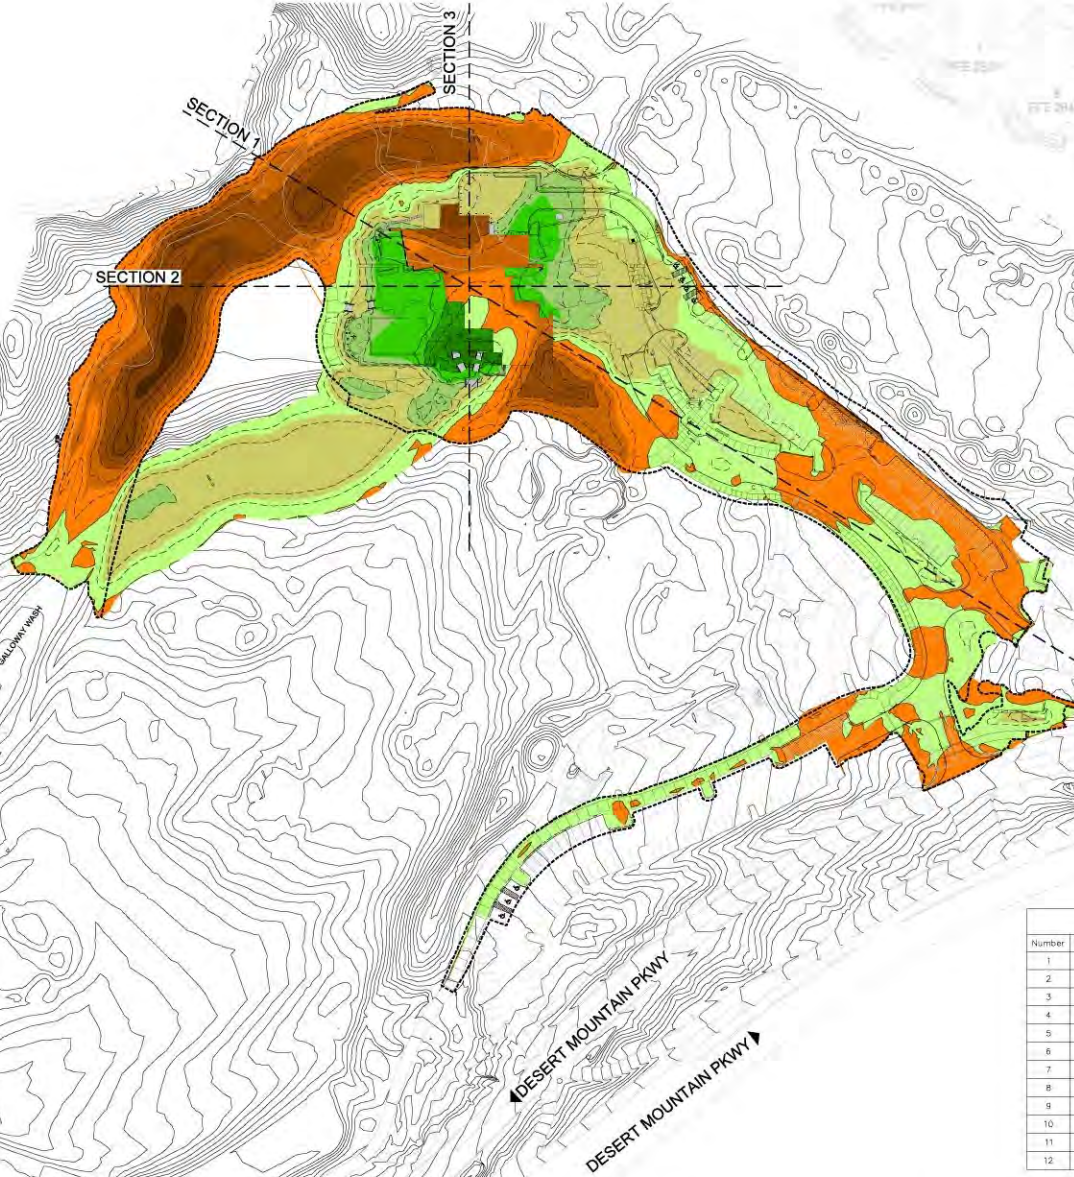 SECTION 3
SECTION 1
SECTION 2
GALLOWAY WASH
DESERT MOUNTAIN PKWY
DESERT MOUNTAIN PKWY
Number
1
2
3
4
5
6
7
8
9
10
11
12